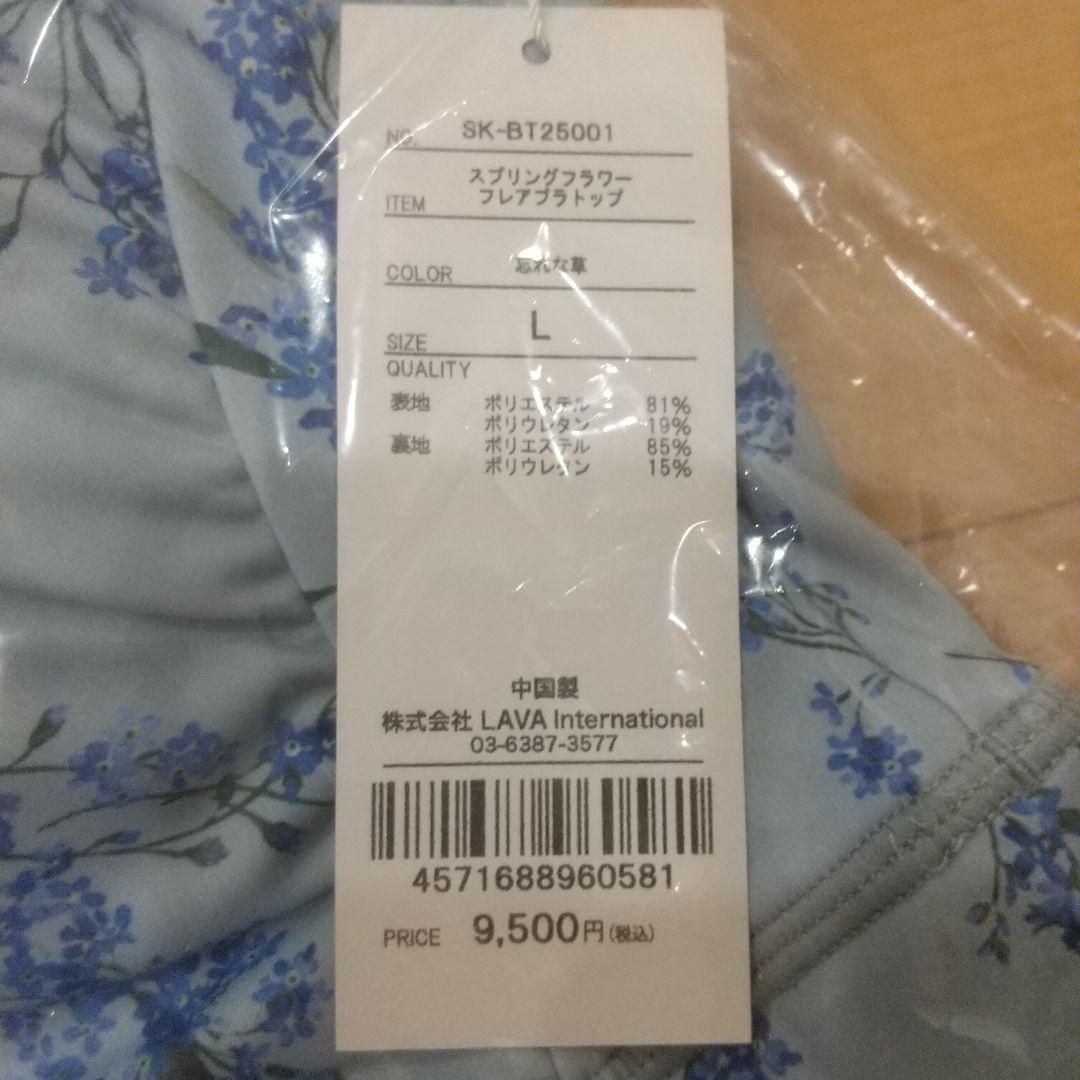 NO. SK-BT25001
スプリングフラワー
ITEM フレアブラトップ
COLOR 忘れな草
SIZE L
QUALITY
表地 ポリエステル 81%
ポリウレタン 19%
裏地 ポリエステル 85%
ポリウレタン 15%
中国製
株式会社 LAVA International
03-6387-3577
4571688960581
PRICE 9,500円(税込)